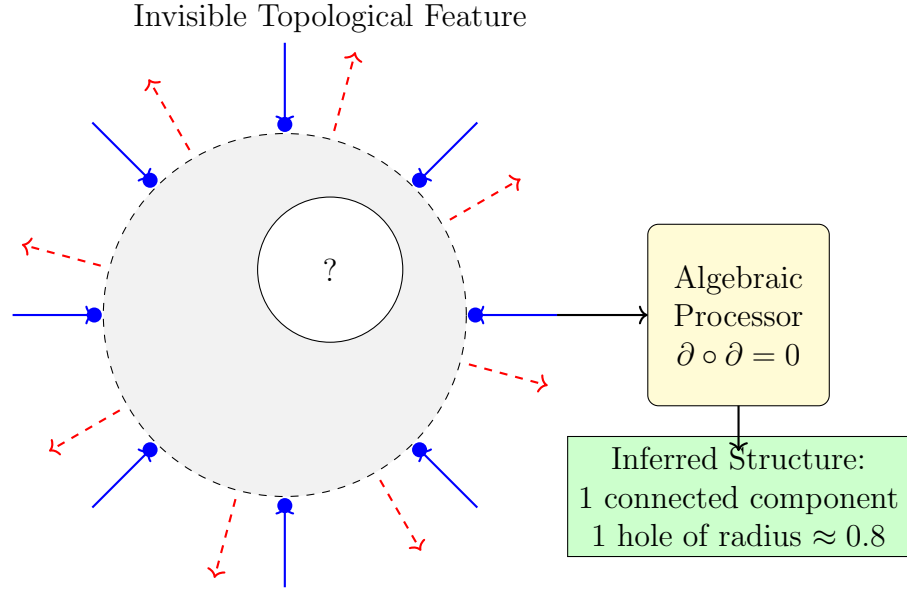 Invisible Topological Feature
?
Algebraic
Processor
∂ ∘ ∂ = 0
Inferred Structure:
1 connected component
1 hole of radius ≈ 0.8